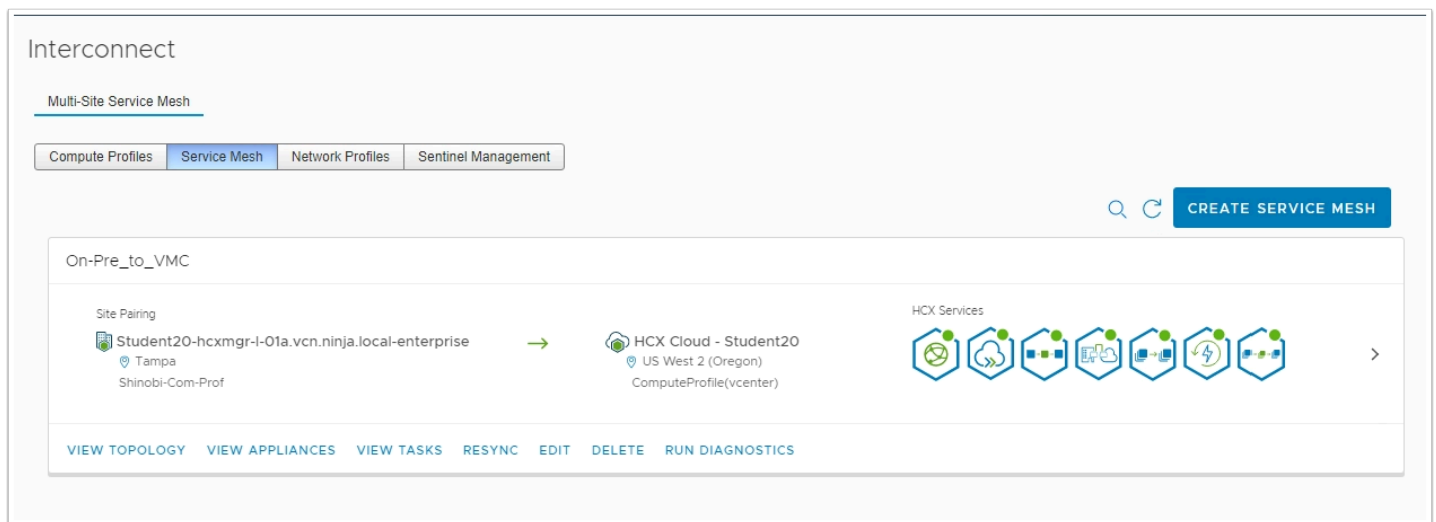 Interconnect
Multi-Site Service Mesh
Compute Profiles Service Mesh Network Profiles Sentinel Management
CREATE SERVICE MESH
On-Pre_to_VMC
Site Pairing
HCX Services
Student20-hcxmgr-l-01a.vcn.ninja.local-enterprise
HCX Cloud - Student20
Tampa
US West 2 (Oregon)
Shinobi-Com-Prof
ComputeProfile(vcenter)
VIEW TOPOLOGY VIEW APPLIANCES VIEW TASKS RESYNC EDIT DELETE RUN DIAGNOSTICS